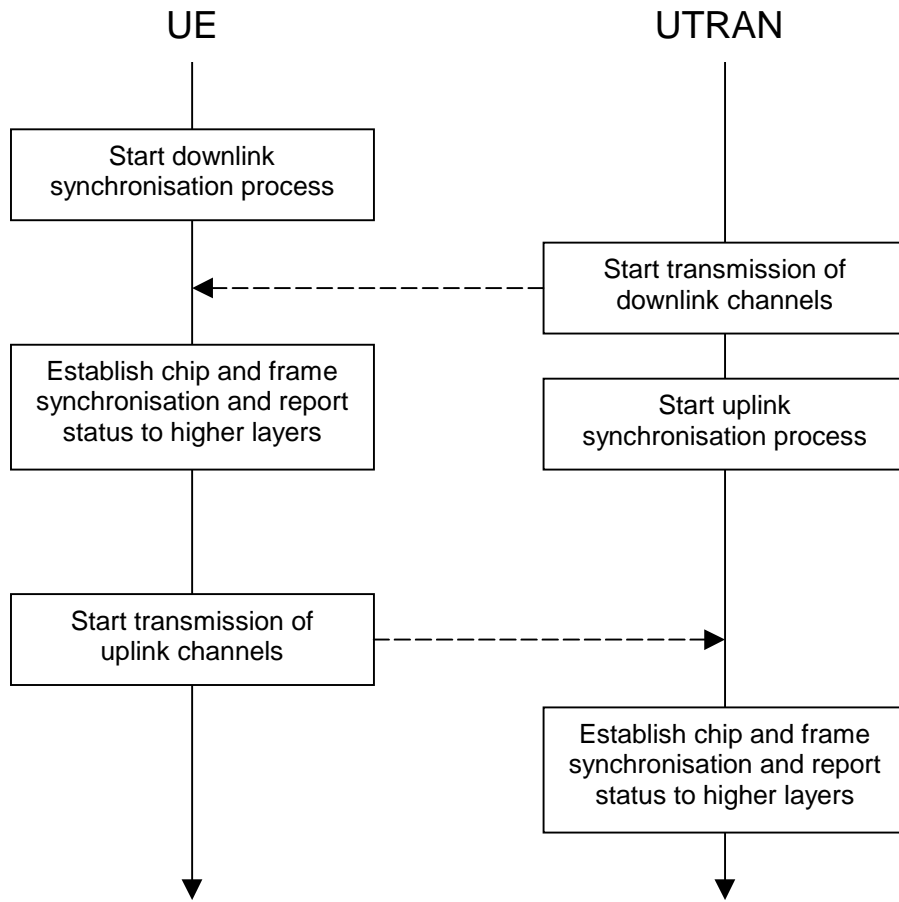 UE
UTRAN
Start downlink
synchronisation process
Start transmission of
downlink channels
Establish chip and frame
synchronisation and report
status to higher layers
Start uplink
synchronisation process
Start transmission of
uplink channels
Establish chip and frame
synchronisation and report
status to higher layers